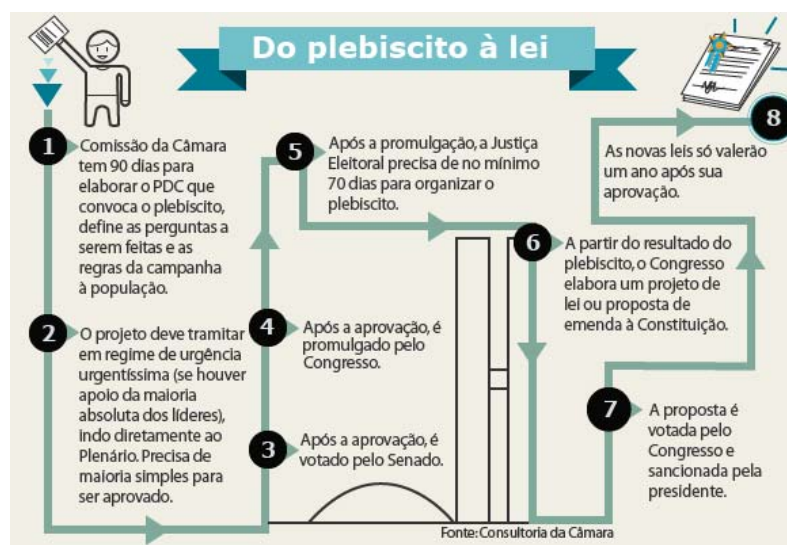 Do plebiscito à lei
1
Comissão da Câmara
tem 90 dias para
elaborar o PDC que
convoca o plebiscito,
define as perguntas a
serem feitas e as
regras da campanha
à população.
2
O projeto deve tramitar
em regime de urgência
urgentíssima (se houver
apoio da maioria
absoluta dos líderes),
indo diretamente ao
Plenário. Precisa de
maioria simples para
ser aprovado.
3
Após a aprovação, é
votado pelo Senado.
4
Após a aprovação, é
promulgado pelo
Congresso.
5
Após a promulgação, a Justiça
Eleitoral precisa de no mínimo
70 dias para organizar o
plebiscito.
6
A partir do resultado do
plebiscito, o Congresso
elabora um projeto de
lei ou proposta de
emenda à Constituição.
7
A proposta é
votada pelo
Congresso e
sancionada pela
presidente.
8
As novas leis só valerão
um ano após sua
aprovação.
Fonte: Consultoria da Câmara